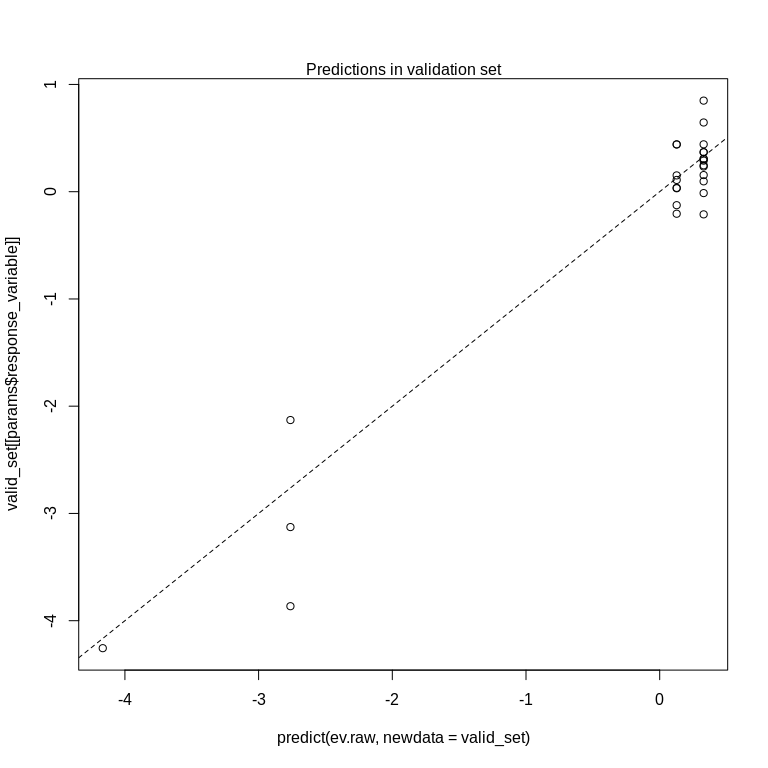 Predictions in validation set
1
0
-1
-2
-3
-4
valid_set[[params$response_variable]]
-4 -3 -2 -1 0
predict(ev.raw, newdata = valid_set)